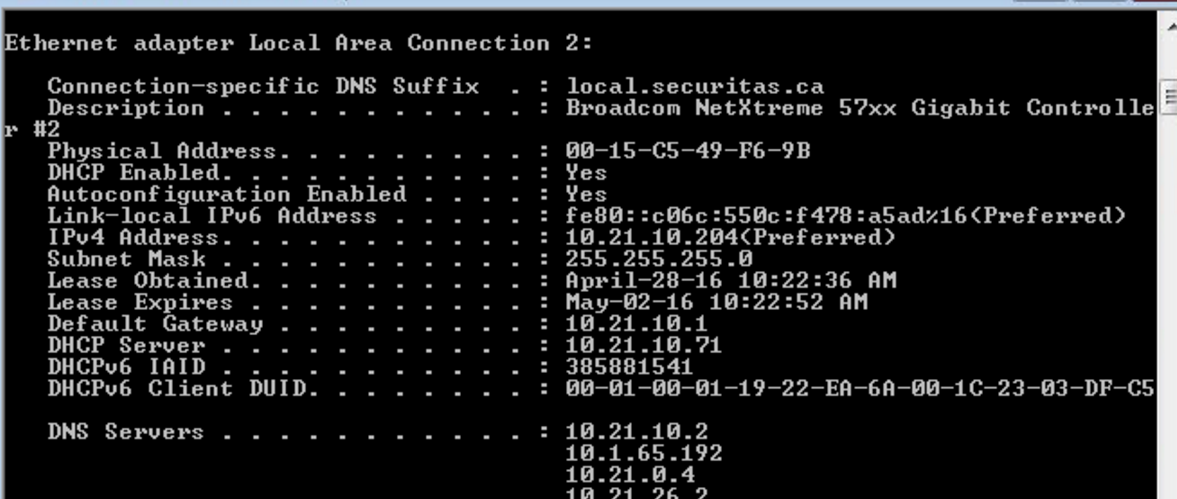 Ethernet adapter Local Area Connection 2:
Connection-specific DNS Suffix  . : local.securitas.ca
Description . . . . . . . . . . . : Broadcom NetXtreme 57xx Gigabit Controlle
r #2
Physical Address. . . . . . . . . : 00-15-C5-49-F6-9B
DHCP Enabled. . . . . . . . . . . : Yes
Autoconfiguration Enabled . . . . : Yes
Link-local IPv6 Address . . . . . : fe80::c06c:550c:f478:a5ad%16(Preferred)
IPv4 Address. . . . . . . . . . . : 10.21.10.204(Preferred)
Subnet Mask . . . . . . . . . . . : 255.255.255.0
Lease Obtained. . . . . . . . . . : April-28-16 10:22:36 AM
Lease Expires . . . . . . . . . . : May-02-16 10:22:52 AM
Default Gateway . . . . . . . . . : 10.21.10.1
DHCP Server . . . . . . . . . . . : 10.21.10.71
DHCPv6 IAID . . . . . . . . . . . : 385881541
DHCPv6 Client DUID. . . . . . . . : 00-01-00-01-19-22-EA-6A-00-1C-23-03-DF-C5
DNS Servers . . . . . . . . . . . : 10.21.10.2
10.1.65.192
10.21.0.4
10.21.26.2